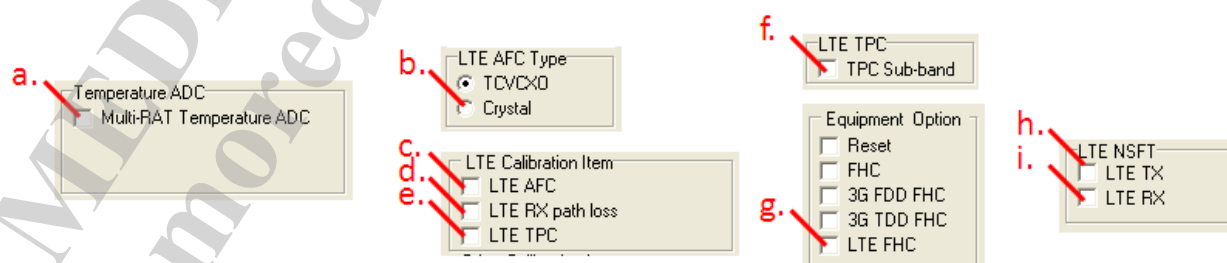 a.
Temperature ADC
Multi-RAT Temperature ADC
b.
LTE AFC Type
TCVCXO
Crystal
c.
d.
e.
LTE Calibration Item
LTE AFC
LTE RX path loss
LTE TPC
f.
LTE TPC
TPC Sub-band
g.
Equipment Option
Reset
FHC
3G FDD FHC
3G TDD FHC
LTE FHC
h.
i.
LTE NSFT
LTE TX
LTE RX